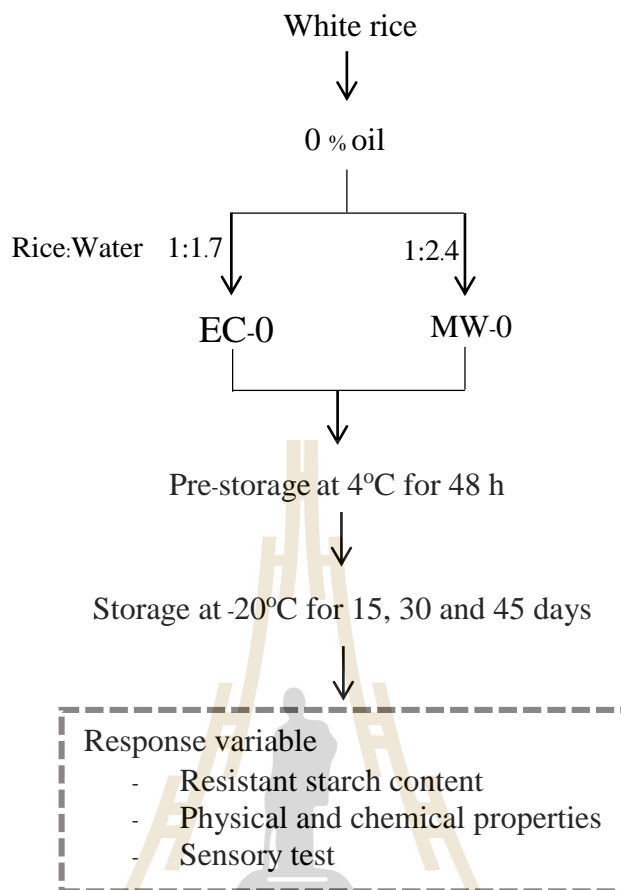 White rice
0 % oil
Rice:Water 1:1.7 1:2.4
EC-0 MW-0
Pre-storage at 4°C for 48 h
Storage at -20°C for 15, 30 and 45 days
Response variable
- Resistant starch content
- Physical and chemical properties
- Sensory test